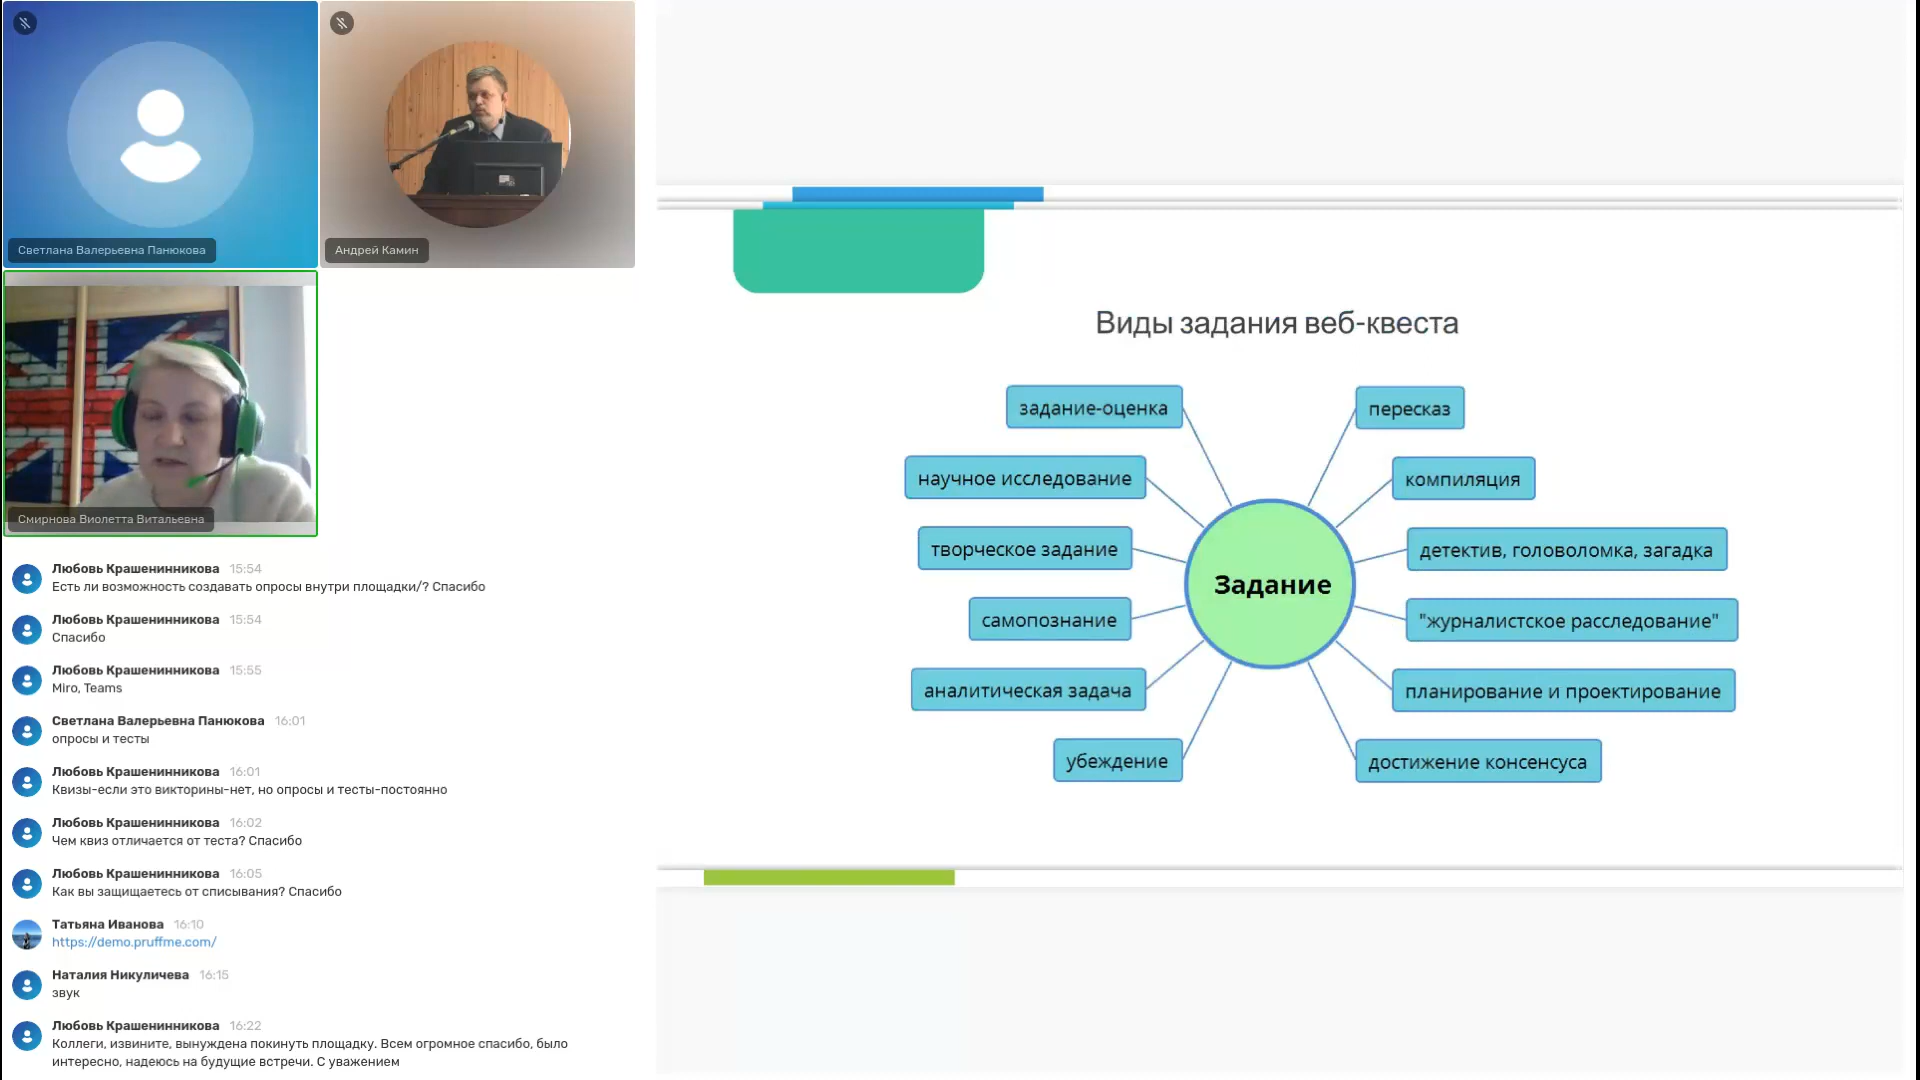 Светлана Валерьевна Панюкова
Андрей Камин
Смирнова Виолетта Витальевна
Любовь Крашенинникова 15:54
Есть ли возможность создавать опросы внутри площадки/? Спасибо
Любовь Крашенинникова 15:54
Спасибо
Любовь Крашенинникова 15:55
Miro, Teams
Светлана Валерьевна Панюкова 16:01
опросы и тесты
Любовь Крашенинникова 16:01
Квизы-если это викторины-нет, но опросы и тесты-постоянно
Любовь Крашенинникова 16:02
Чем квиз отличается от теста? Спасибо
Любовь Крашенинникова 16:05
Как вы защищаетесь от списывания? Спасибо
Татьяна Иванова 16:10
https://demo.pruffme.com/
Наталия Никуличева 16:15
звук
Любовь Крашенинникова 16:22
Коллеги, извините, вынуждена покинуть площадку. Всем огромное спасибо, было
интересно, надеюсь на будущие встречи. С уважением
Виды задания веб-квеста
задание-оценка
научное исследование
творческое задание
самопознание
аналитическая задача
убеждение
Задание
пересказ
компиляция
детектив, головоломка, загадка
"журналистское расследование"
планирование и проектирование
достижение консенсуса